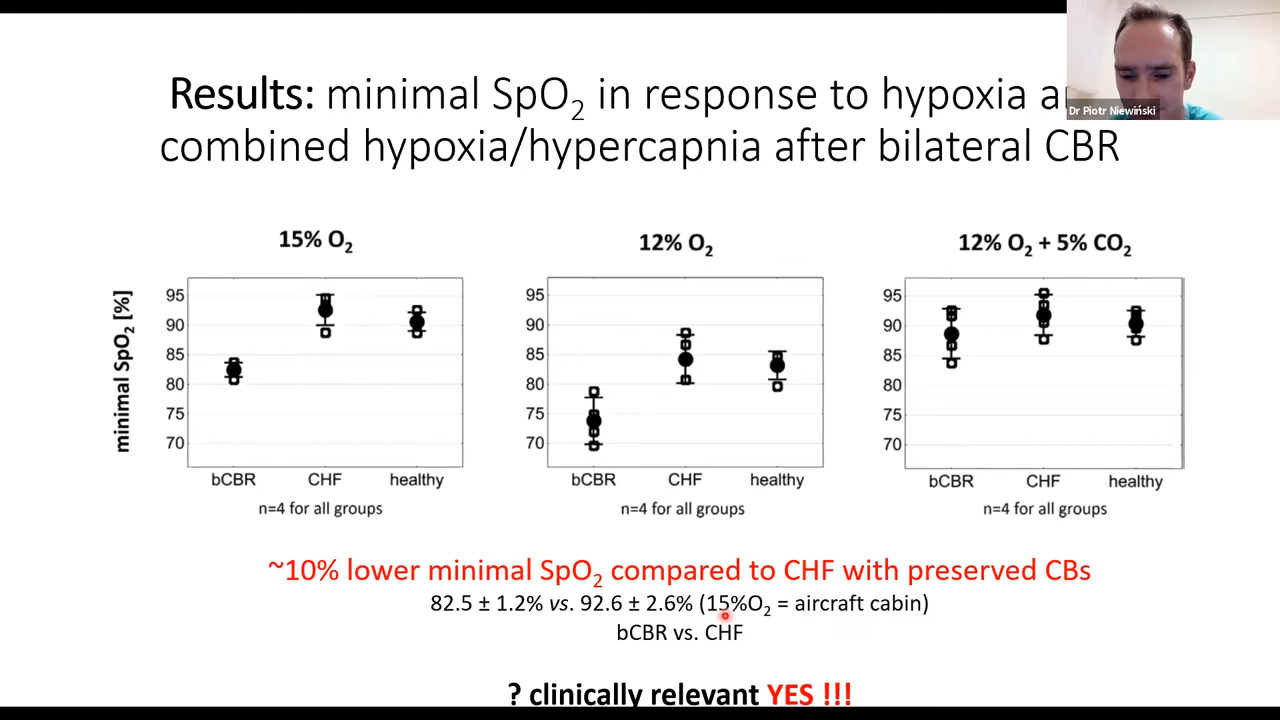 Results: minimal SpO₂ in response to hypoxia a
combined hypoxia/hypercapnia after bilateral CBR
Dr Piotr Niewiński
15% O₂
12% O₂
12% O₂ + 5% CO₂
minimal SpO₂ [%]
95
90
85
80
75
70
bCBR CHF healthy
n=4 for all groups
95
90
85
80
75
70
bCBR CHF healthy
n=4 for all groups
95
90
85
80
75
70
bCBR CHF healthy
n=4 for all groups
~10% lower minimal SpO₂ compared to CHF with preserved CBs
82.5 ± 1.2% vs. 92.6 ± 2.6% (15%O₂ = aircraft cabin)
bCBR vs. CHF
? clinically relevant YES !!!